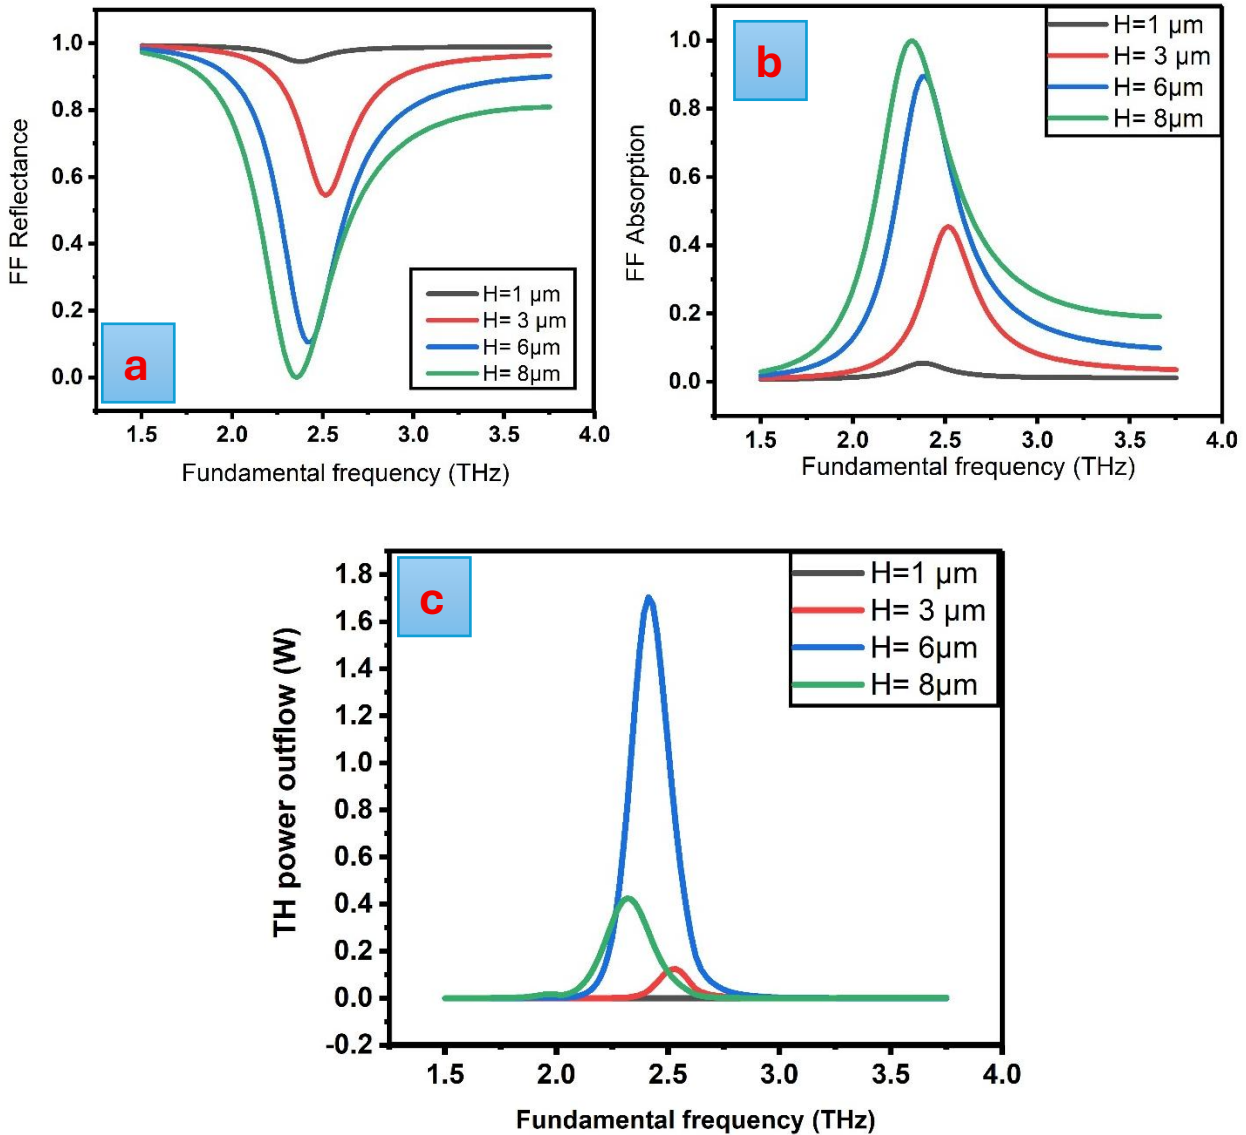 1.0
0.8
0.6
0.4
0.2
0.0
FF Reflectance
H=1 µm
H= 3 µm
H= 6µm
H= 8µm
a
1.5 2.0 2.5 3.0 3.5 4.0
Fundamental frequency (THz)
1.0
0.8
0.6
0.4
0.2
0.0
FF Absorption
b
H=1 µm
H= 3 µm
H= 6µm
H= 8µm
1.5 2.0 2.5 3.0 3.5 4.0
Fundamental frequency (THz)
1.8
1.6
1.4
1.2
1.0
0.8
0.6
0.4
0.2
0.0
-0.2
TH power outflow (W)
c
H=1 µm
H= 3 µm
H= 6µm
H= 8µm
1.5 2.0 2.5 3.0 3.5 4.0
Fundamental frequency (THz)